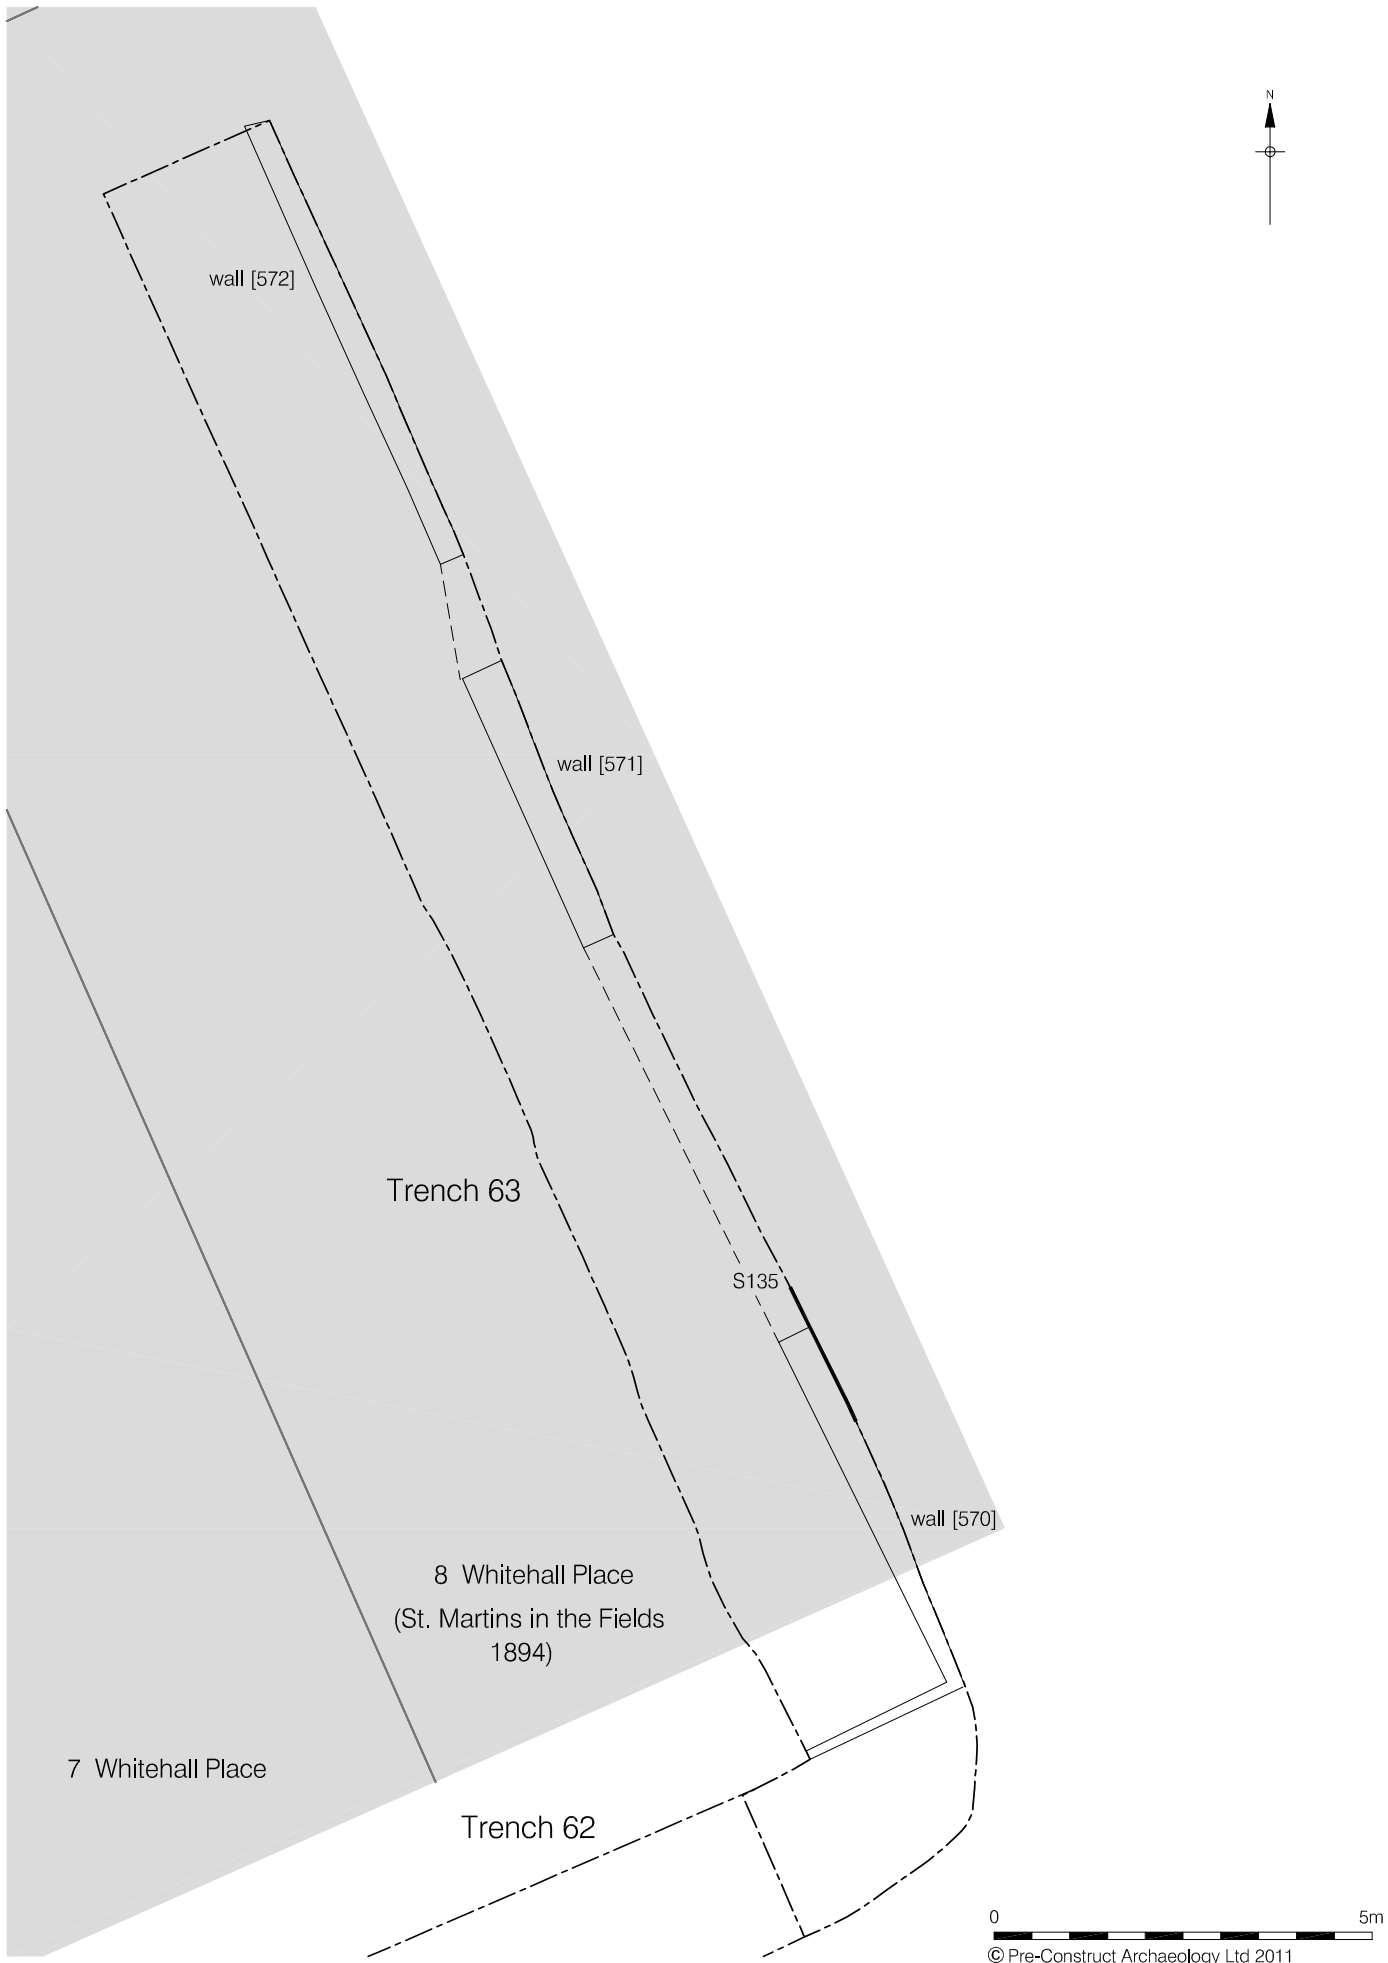 N
wall [572]
wall [571]
Trench 63
S135
wall [570]
8 Whitehall Place
(St. Martins in the Fields
1894)
7 Whitehall Place
Trench 62
0 5m
© Pre-Construct Archaeology Ltd 2011